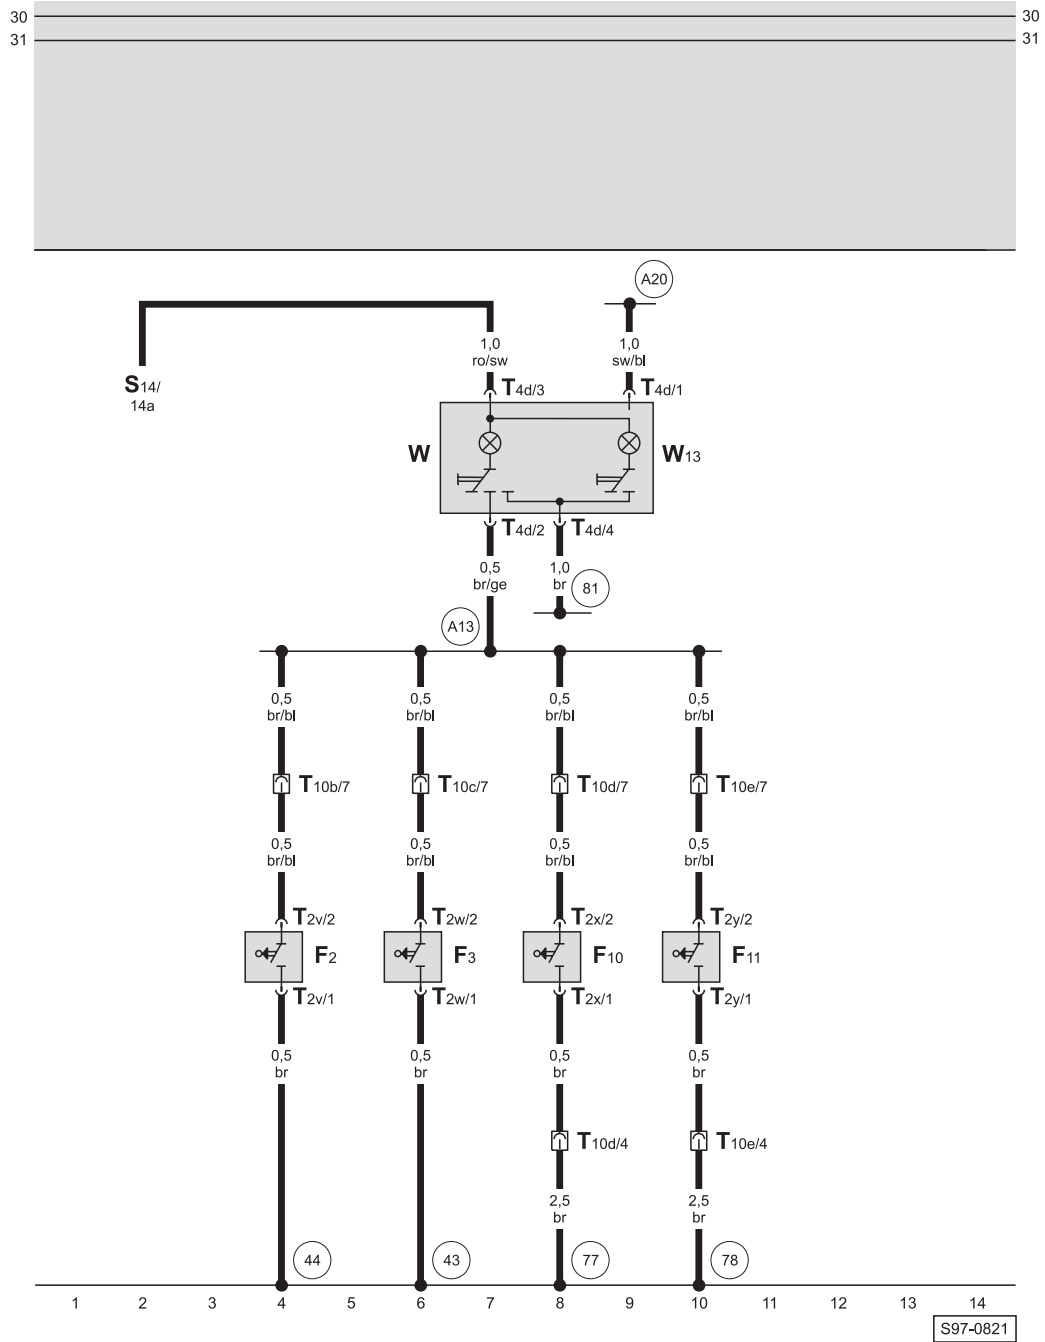 30 30
31 31
A20
1,0 1,0
ro/sw sw/bl
S14/
14a
T4d/3 T4d/1
W W13
T4d/2 T4d/4
0,5 1,0
br/ge br
81
A13
0,5 0,5 0,5 0,5
br/bl br/bl br/bl br/bl
T10b/7 T10c/7 T10d/7 T10e/7
0,5 0,5 0,5 0,5
br/bl br/bl br/bl br/bl
T2v/2 T2w/2 T2x/2 T2y/2
F2 F3 F10 F11
T2v/1 T2w/1 T2x/1 T2y/1
0,5 0,5 0,5 0,5
br br br br
T10d/4 T10e/4
2,5 2,5
br br
44 43 77 78
1 2 3 4 5 6 7 8 9 10 11 12 13 14
S97-0821